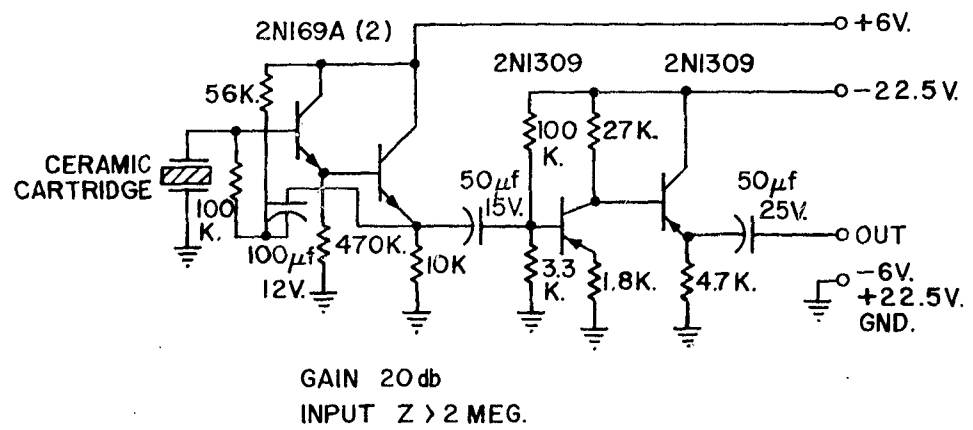 2N169A (2)
+6V.
2N1309
2N1309
-22.5V.
56K.
100
K.
27K.
CERAMIC
CARTRIDGE
50μf
15V.
50μf
25V.
100
K.
100μf
12V.
470K.
10K
3.3
K.
1.8K.
4.7K.
OUT
-6V.
+22.5V.
GND.
GAIN 20db
INPUT Z > 2 MEG.